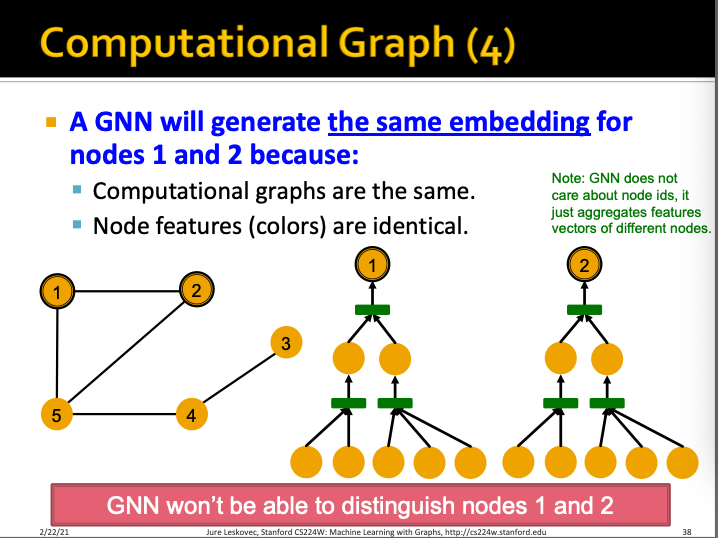 Computational Graph (4)
A GNN will generate the same embedding for
nodes 1 and 2 because:
Computational graphs are the same.
Node features (colors) are identical.
Note: GNN does not
care about node ids, it
just aggregates features
vectors of different nodes.
1
2
1
2
3
5
4
GNN won't be able to distinguish nodes 1 and 2
2/22/21
Jure Leskovec, Stanford CS224W: Machine Learning with Graphs, http://cs224w.stanford.edu
38